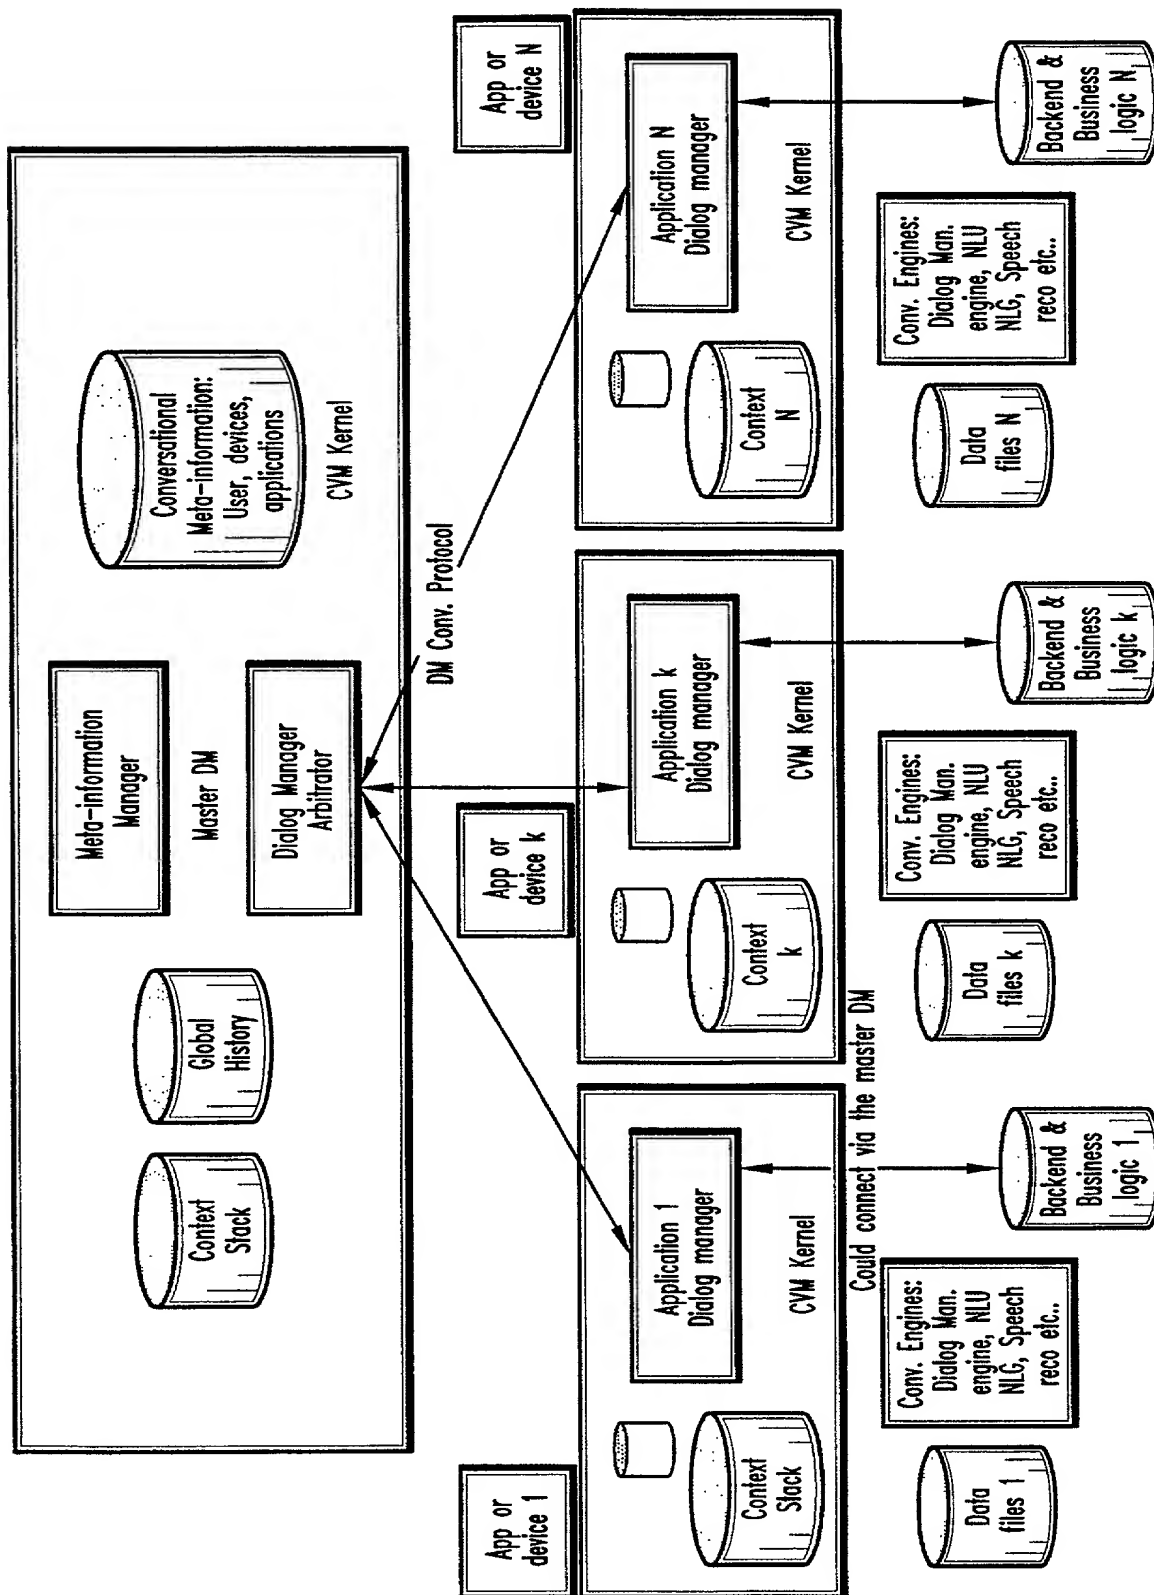 Context
Stack
Global
History
Meta-information
Manager
Master DM
Dialog Manager
Arbitrator
Conversational
Meta-information:
User, devices,
applications
CVM Kernel
DM Conv. Protocol
App or
device 1
Context
Stack
Application 1
Dialog manager
CVM Kernel
Could connect via the master DM
Data
files 1
Conv. Engines:
Dialog Man.
engine, NLU
NLG, Speech
reco etc..
Backend &
Business
logic 1
App or
device k
Context
k
Application k
Dialog manager
CVM Kernel
Data
files k
Conv. Engines:
Dialog Man.
engine, NLU
NLG, Speech
reco etc..
Backend &
Business
logic k
App or
device N
Context
N
Application N
Dialog manager
CVM Kernel
Data
files N
Conv. Engines:
Dialog Man.
engine, NLU
NLG, Speech
reco etc..
Backend &
Business
logic N